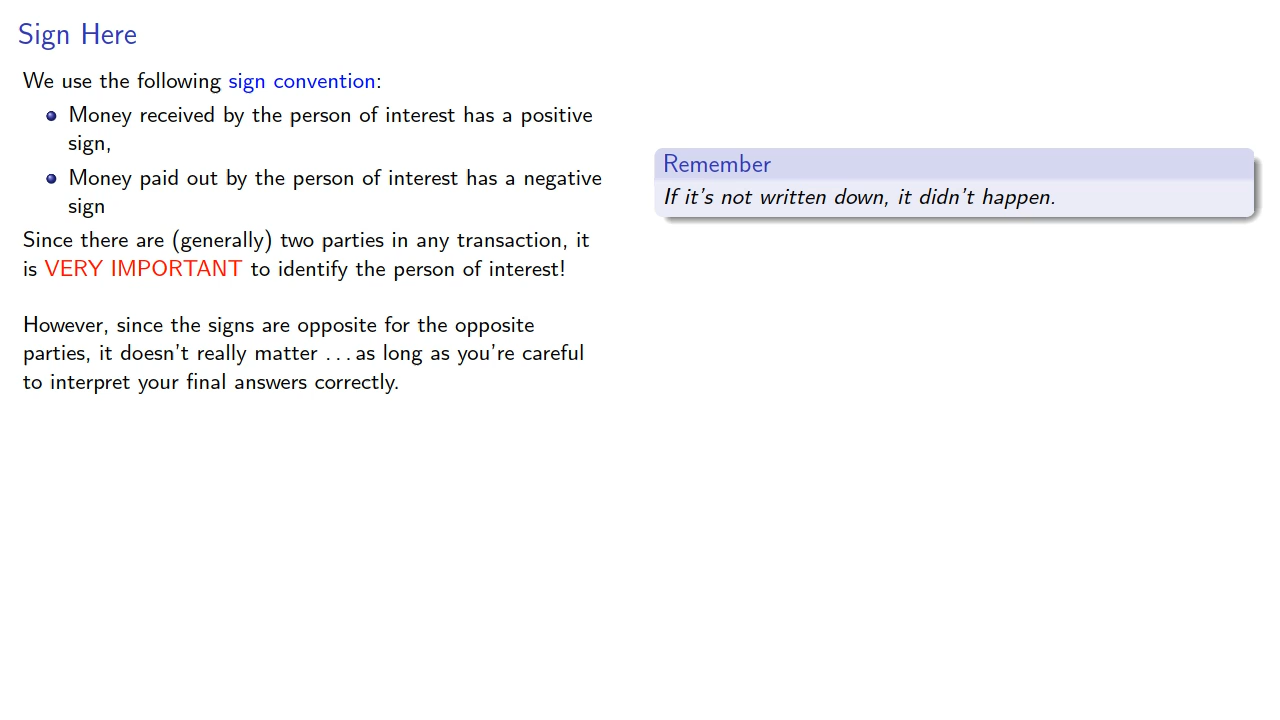 Sign Here
We use the following sign convention:
Money received by the person of interest has a positive
sign,
Money paid out by the person of interest has a negative
sign
Since there are (generally) two parties in any transaction, it
is VERY IMPORTANT to identify the person of interest!
However, since the signs are opposite for the opposite
parties, it doesn't really matter ... as long as you're careful
to interpret your final answers correctly.
Remember
If it's not written down, it didn't happen.